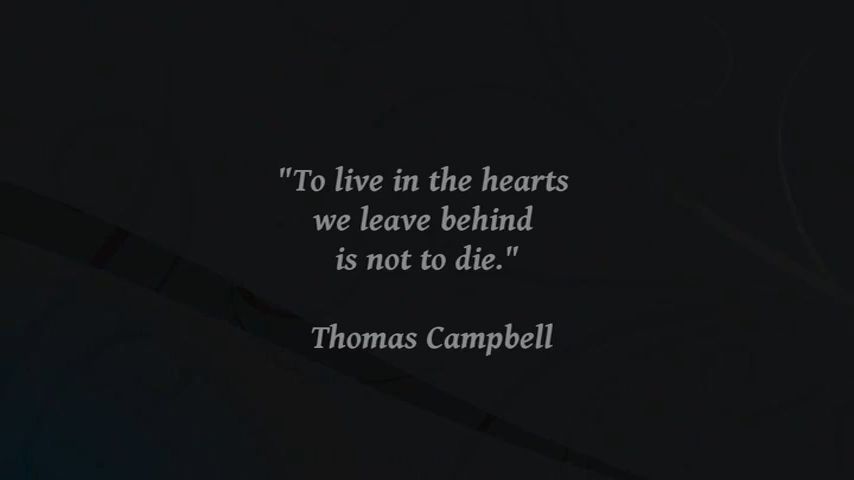 "To live in the hearts
we leave behind
is not to die."
Thomas Campbell